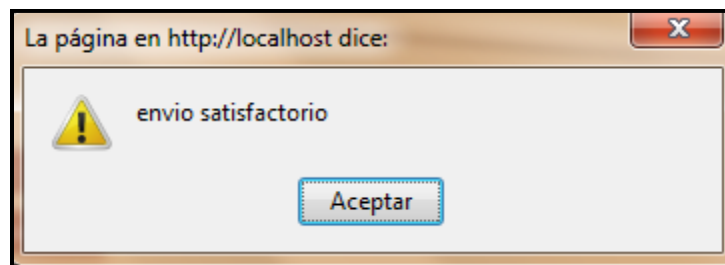 La página en http://localhost dice:
envio satisfactorio
Aceptar